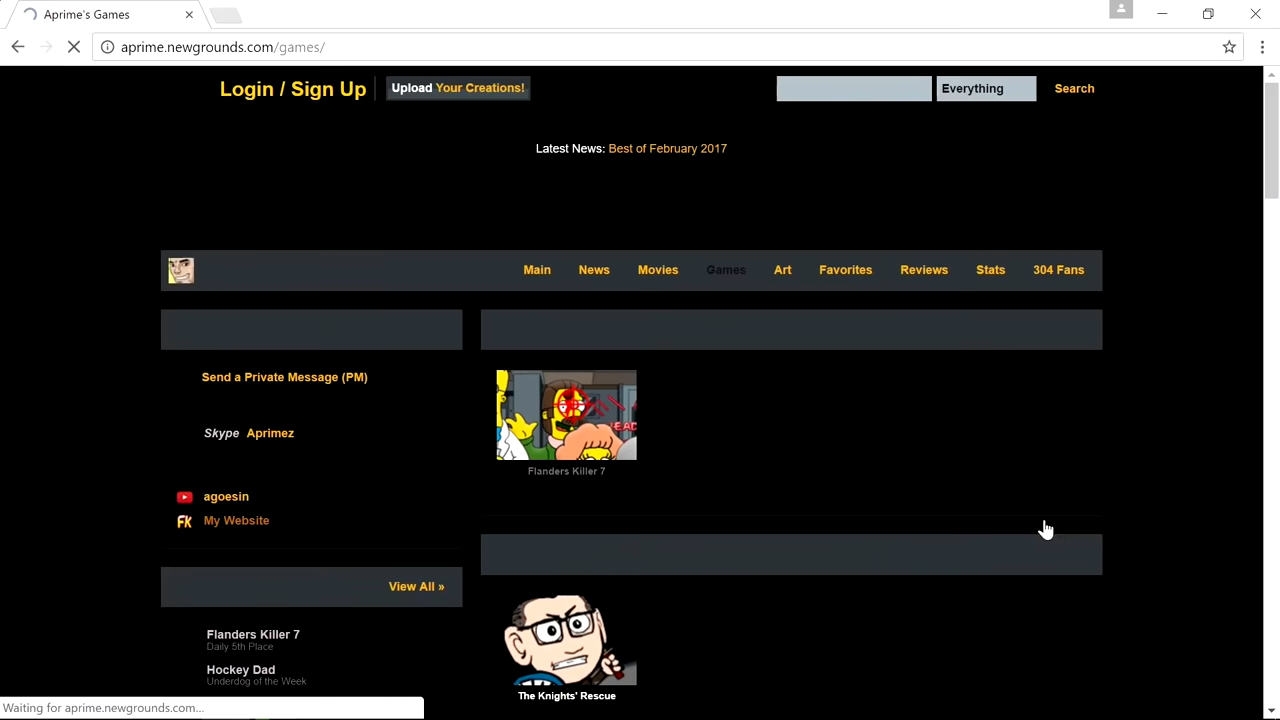 Aprime's Games
aprime.newgrounds.com/games/
Login / Sign Up
Upload Your Creations!
Everything
Search
Latest News: Best of February 2017
Main
News
Movies
Games
Art
Favorites
Reviews
Stats
304 Fans
Send a Private Message (PM)
Skype Aprimez
agoesin
FK My Website
View All »
Flanders Killer 7
Daily 5th Place
Hockey Dad
Underdog of the Week
Flanders Killer 7
The Knights' Rescue
Waiting for aprime.newgrounds.com...